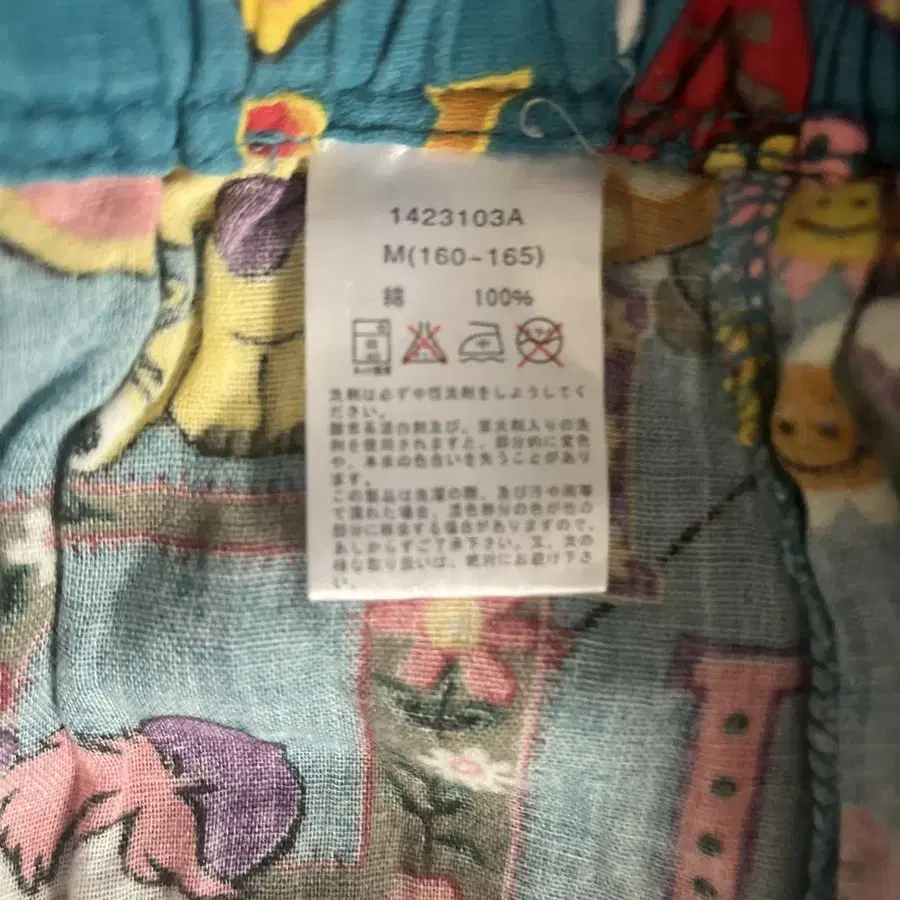 1423103A
M(160~165)
綿 100%
洗剤は必ず中性洗剤をしようしてく
ださい。
酸素系漂白剤及び、蛍光剤入りの洗
剤を使用されますと、部分的に変色
や、本来の色合いを失うことがあり
ます。
この製品は洗濯の際、及び汗や雨等
で濡れた場合、濃色部分の色が他の
部分に移染する場合がありますので、
あしからずご了承下さい。又、次の
様な取り扱いは、絶対にお避け下さ
い。